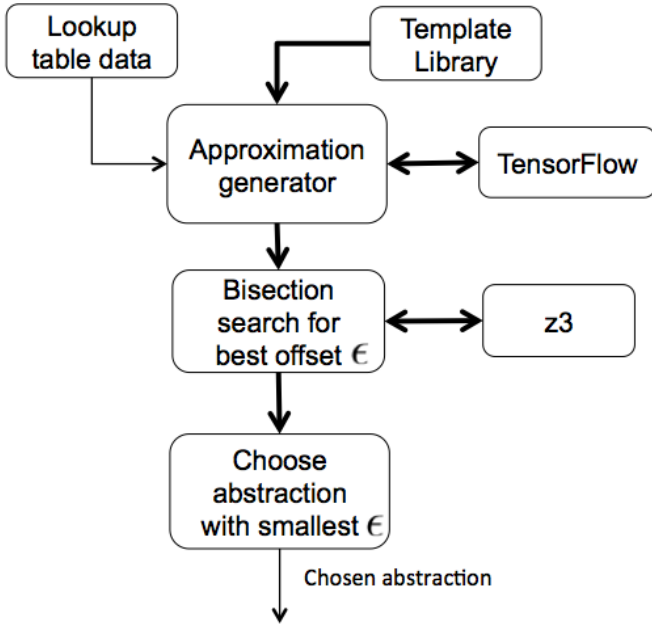 Lookup
table data
Template
Library
Approximation
generator
TensorFlow
Bisection
search for
best offset ϵ
z3
Choose
abstraction
with smallest ϵ
Chosen abstraction